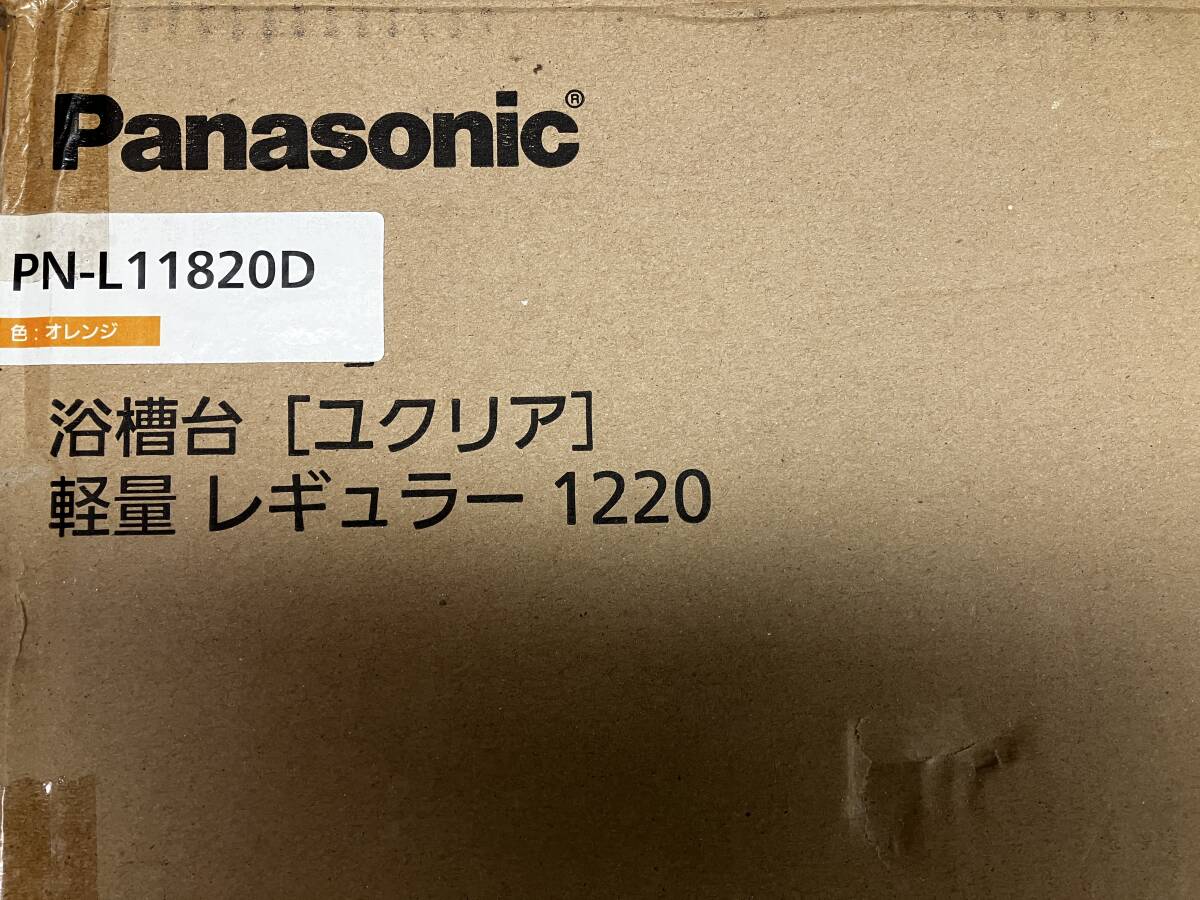 Panasonic®
PN-L11820D
色:オレンジ
浴槽台［ユクリア］
軽量 レギュラー 1220